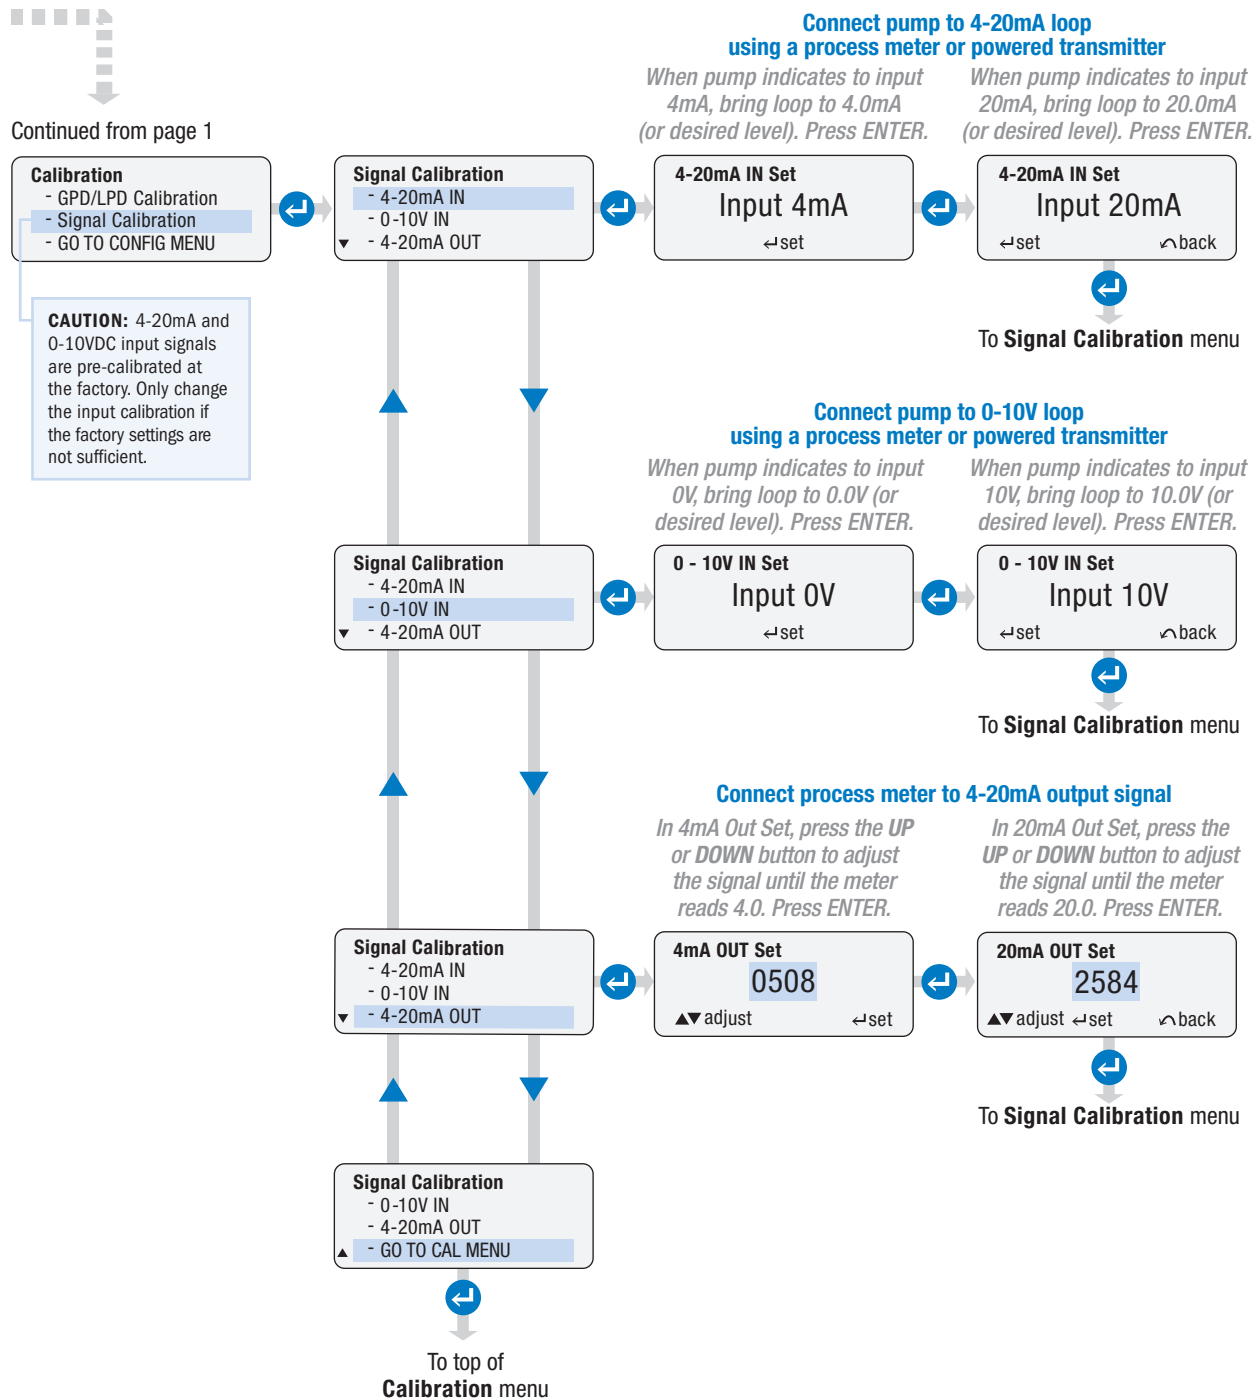 Continued from page 1
Calibration
- GPD/LPD Calibration
- Signal Calibration
- GO TO CONFIG MENU
CAUTION: 4-20mA and
0-10VDC input signals
are pre-calibrated at
the factory. Only change
the input calibration if
the factory settings are
not sufficient.
Connect pump to 4-20mA loop
using a process meter or powered transmitter
When pump indicates to input
4mA, bring loop to 4.0mA
(or desired level). Press ENTER.
When pump indicates to input
20mA, bring loop to 20.0mA
(or desired level). Press ENTER.
Signal Calibration
- 4-20mA IN
- 0-10V IN
▼ - 4-20mA OUT
4-20mA IN Set
Input 4mA
↵set
4-20mA IN Set
Input 20mA
↵set ↶back
To Signal Calibration menu
Connect pump to 0-10V loop
using a process meter or powered transmitter
When pump indicates to input
0V, bring loop to 0.0V (or
desired level). Press ENTER.
When pump indicates to input
10V, bring loop to 10.0V (or
desired level). Press ENTER.
Signal Calibration
- 4-20mA IN
- 0-10V IN
▼ - 4-20mA OUT
0 - 10V IN Set
Input 0V
↵set
0 - 10V IN Set
Input 10V
↵set ↶back
To Signal Calibration menu
Connect process meter to 4-20mA output signal
In 4mA Out Set, press the UP
or DOWN button to adjust
the signal until the meter
reads 4.0. Press ENTER.
In 20mA Out Set, press the
UP or DOWN button to adjust
the signal until the meter
reads 20.0. Press ENTER.
Signal Calibration
- 4-20mA IN
- 0-10V IN
▼ - 4-20mA OUT
4mA OUT Set
0508
▲▼ adjust ↵set
20mA OUT Set
2584
▲▼ adjust ↵set ↶back
To Signal Calibration menu
Signal Calibration
- 0-10V IN
- 4-20mA OUT
▲ - GO TO CAL MENU
To top of
Calibration menu